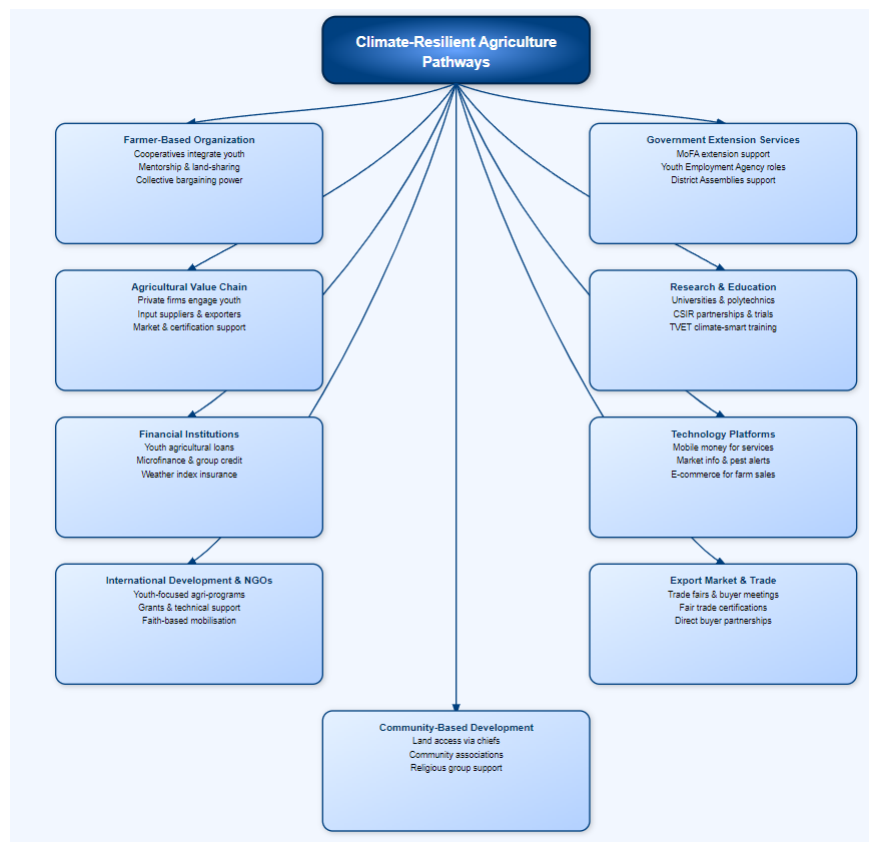 Climate-Resilient Agriculture
Pathways
Farmer-Based Organization
Cooperatives integrate youth
Mentorship & land-sharing
Collective bargaining power
Government Extension Services
MoFA extension support
Youth Employment Agency roles
District Assemblies support
Agricultural Value Chain
Private firms engage youth
Input suppliers & exporters
Market & certification support
Research & Education
Universities & polytechnics
CSIR partnerships & trials
TVET climate-smart training
Financial Institutions
Youth agricultural loans
Microfinance & group credit
Weather index insurance
Technology Platforms
Mobile money for services
Market info & pest alerts
E-commerce for farm sales
International Development & NGOs
Youth-focused agri-programs
Grants & technical support
Faith-based mobilisation
Export Market & Trade
Trade fairs & buyer meetings
Fair trade certifications
Direct buyer partnerships
Community-Based Development
Land access via chiefs
Community associations
Religious group support